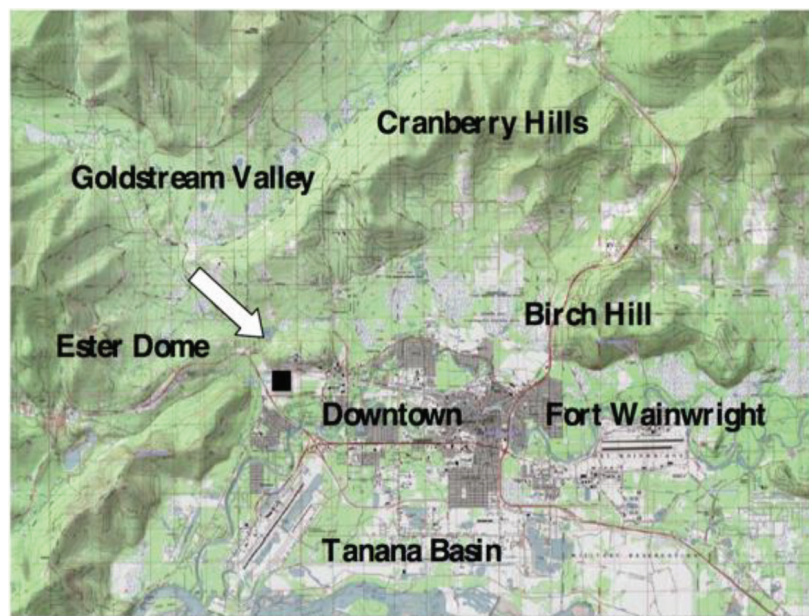 Cranberry Hills
Goldstream Valley
Birch Hill
Ester Dome
Downtown
Fort Wainwright
Tanana Basin